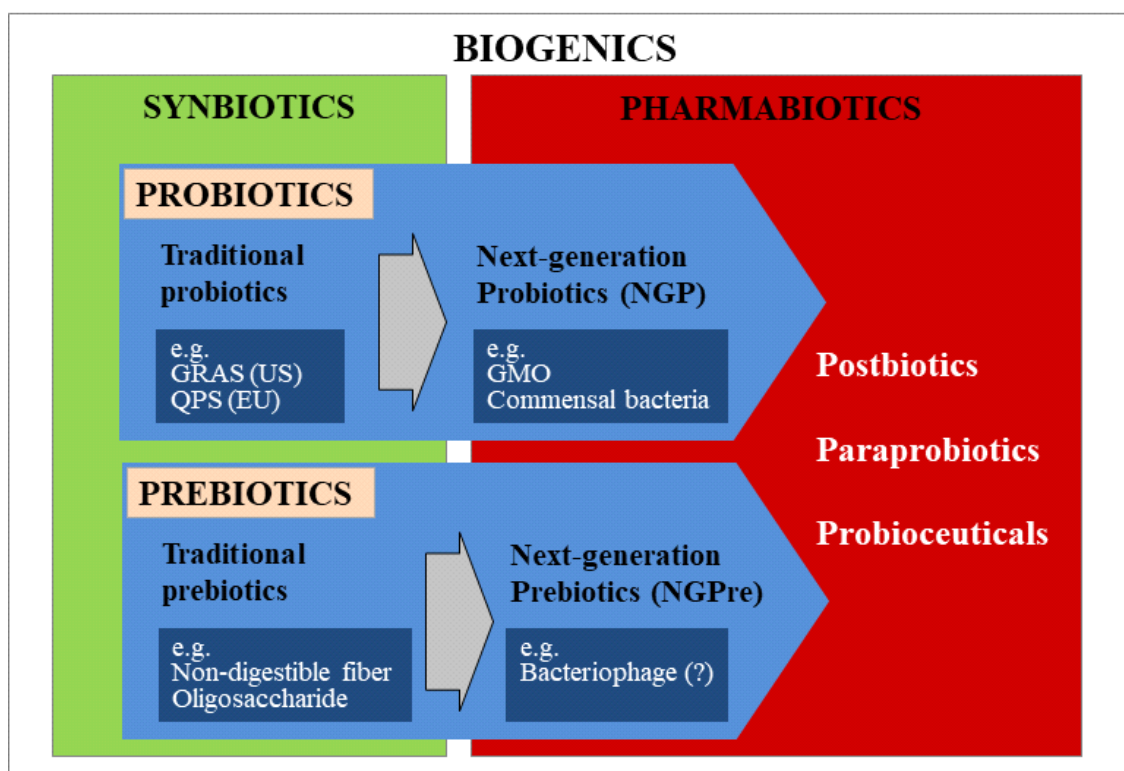 BIOGENICS
SYNBIOTICS
PHARMABIOTICS
PROBIOTICS
Traditional
probiotics
e.g.
GRAS (US)
QPS (EU)
Next-generation
Probiotics (NGP)
e.g.
GMO
Commensal bacteria
PREBIOTICS
Traditional
prebiotics
e.g.
Non-digestible fiber
Oligosaccharide
Next-generation
Prebiotics (NGPre)
e.g.
Bacteriophage (?)
Postbiotics
Paraprobiotics
Probioceuticals